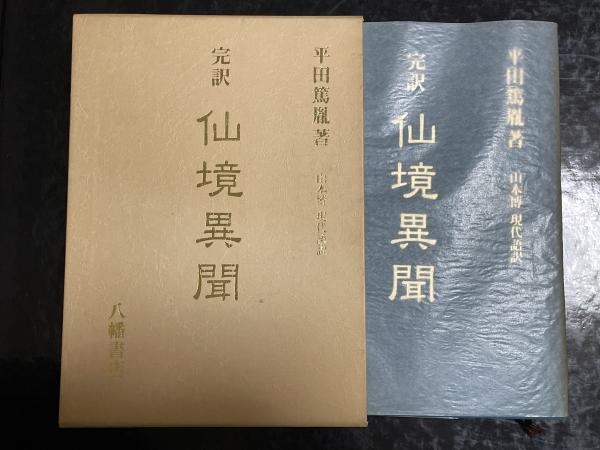 平田篤胤著
山本博 現代語訳
完訳
仙境異聞
八幡書店
平田篤胤著
山本博 現代語訳
完訳
仙境異聞